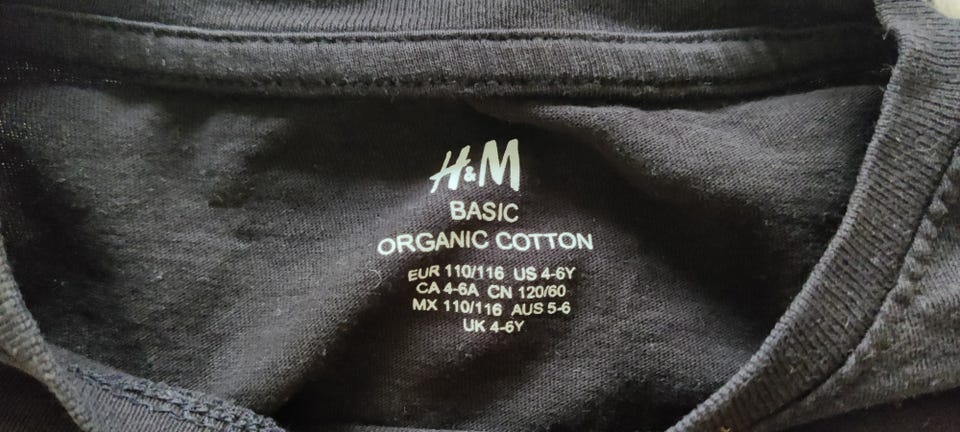 H&M
BASIC
ORGANIC COTTON
EUR 110/116 US 4-6Y
CA 4-6A CN 120/60
MX 110/116 AUS 5-6
UK 4-6Y